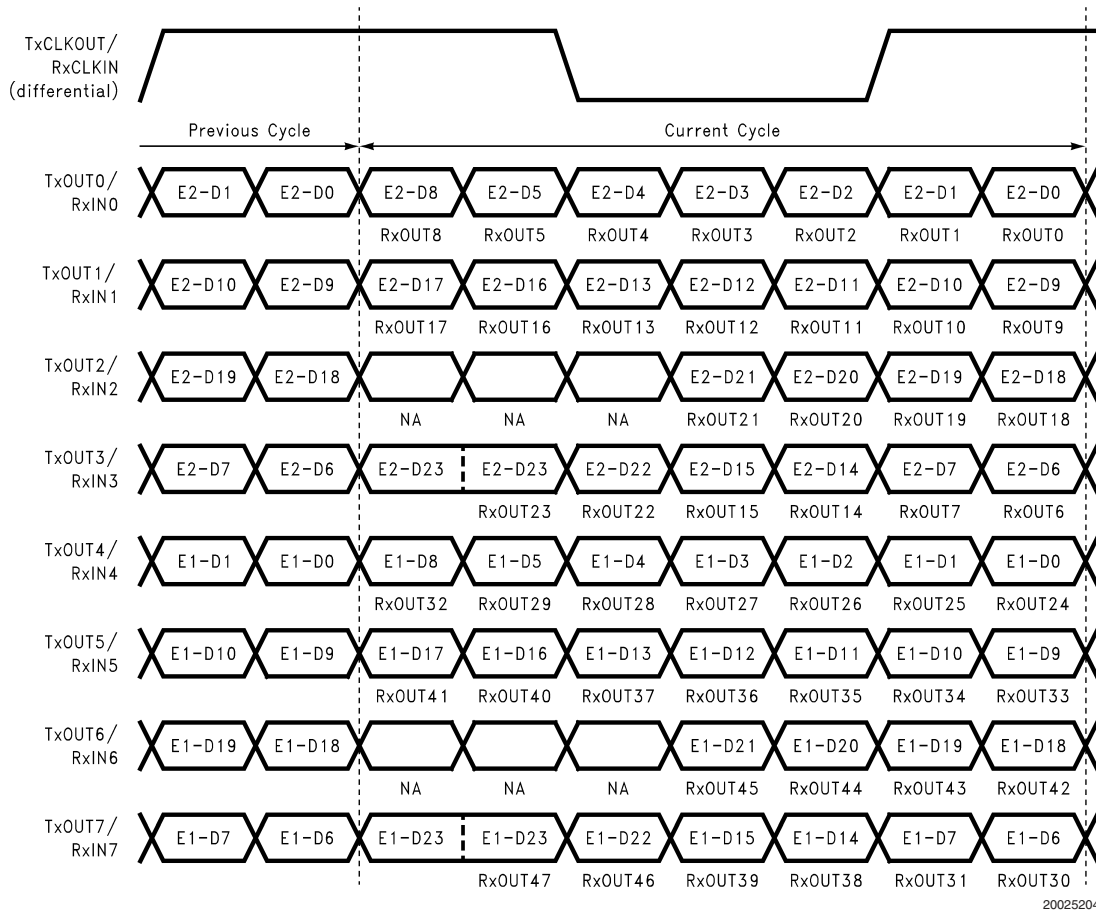 TxCLKOUT/
RxCLKIN
(differential)
Previous Cycle Current Cycle
TxOUT0/
RxIN0
E2-D1 E2-D0 E2-D8 E2-D5 E2-D4 E2-D3 E2-D2 E2-D1 E2-D0
RxOUT8 RxOUT5 RxOUT4 RxOUT3 RxOUT2 RxOUT1 RxOUT0
TxOUT1/
RxIN1
E2-D10 E2-D9 E2-D17 E2-D16 E2-D13 E2-D12 E2-D11 E2-D10 E2-D9
RxOUT17 RxOUT16 RxOUT13 RxOUT12 RxOUT11 RxOUT10 RxOUT9
TxOUT2/
RxIN2
E2-D19 E2-D18 E2-D21 E2-D20 E2-D19 E2-D18
NA NA NA RxOUT21 RxOUT20 RxOUT19 RxOUT18
TxOUT3/
RxIN3
E2-D7 E2-D6 E2-D23 E2-D23 E2-D22 E2-D15 E2-D14 E2-D7 E2-D6
RxOUT23 RxOUT22 RxOUT15 RxOUT14 RxOUT7 RxOUT6
TxOUT4/
RxIN4
E1-D1 E1-D0 E1-D8 E1-D5 E1-D4 E1-D3 E1-D2 E1-D1 E1-D0
RxOUT32 RxOUT29 RxOUT28 RxOUT27 RxOUT26 RxOUT25 RxOUT24
TxOUT5/
RxIN5
E1-D10 E1-D9 E1-D17 E1-D16 E1-D13 E1-D12 E1-D11 E1-D10 E1-D9
RxOUT41 RxOUT40 RxOUT37 RxOUT36 RxOUT35 RxOUT34 RxOUT33
TxOUT6/
RxIN6
E1-D19 E1-D18 E1-D21 E1-D20 E1-D19 E1-D18
NA NA NA RxOUT45 RxOUT44 RxOUT43 RxOUT42
TxOUT7/
RxIN7
E1-D7 E1-D6 E1-D23 E1-D23 E1-D22 E1-D15 E1-D14 E1-D7 E1-D6
RxOUT47 RxOUT46 RxOUT39 RxOUT38 RxOUT31 RxOUT30
20025204